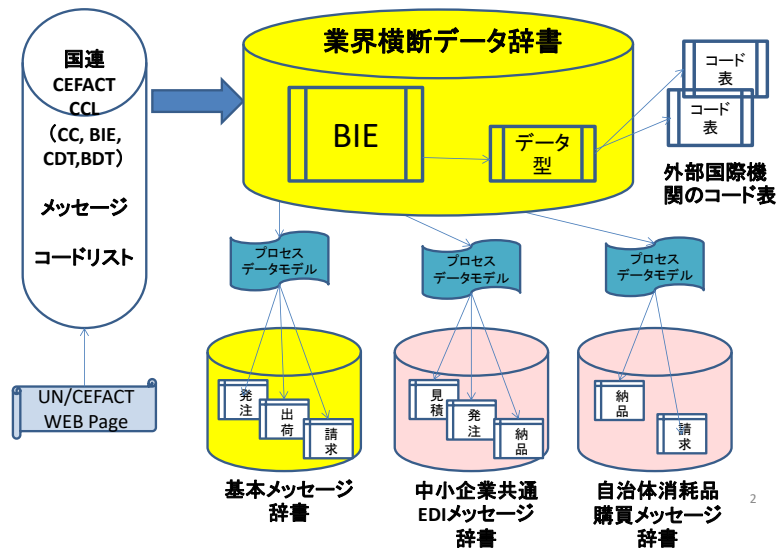 国連
CEFACT
CCL
（CC, BIE,
CDT,BDT）
メッセージ
コードリスト
UN/CEFACT
WEB Page
業界横断データ辞書
BIE
データ
型
コード
表
コード
表
外部国際機
関のコード表
プロセス
データモデル
プロセス
データモデル
プロセス
データモデル
発
注
出
荷
請
求
基本メッセージ
辞書
見
積
発
注
納
品
中小企業共通
EDIメッセージ
辞書
納
品
請
求
自治体消耗品
購買メッセージ
辞書
2